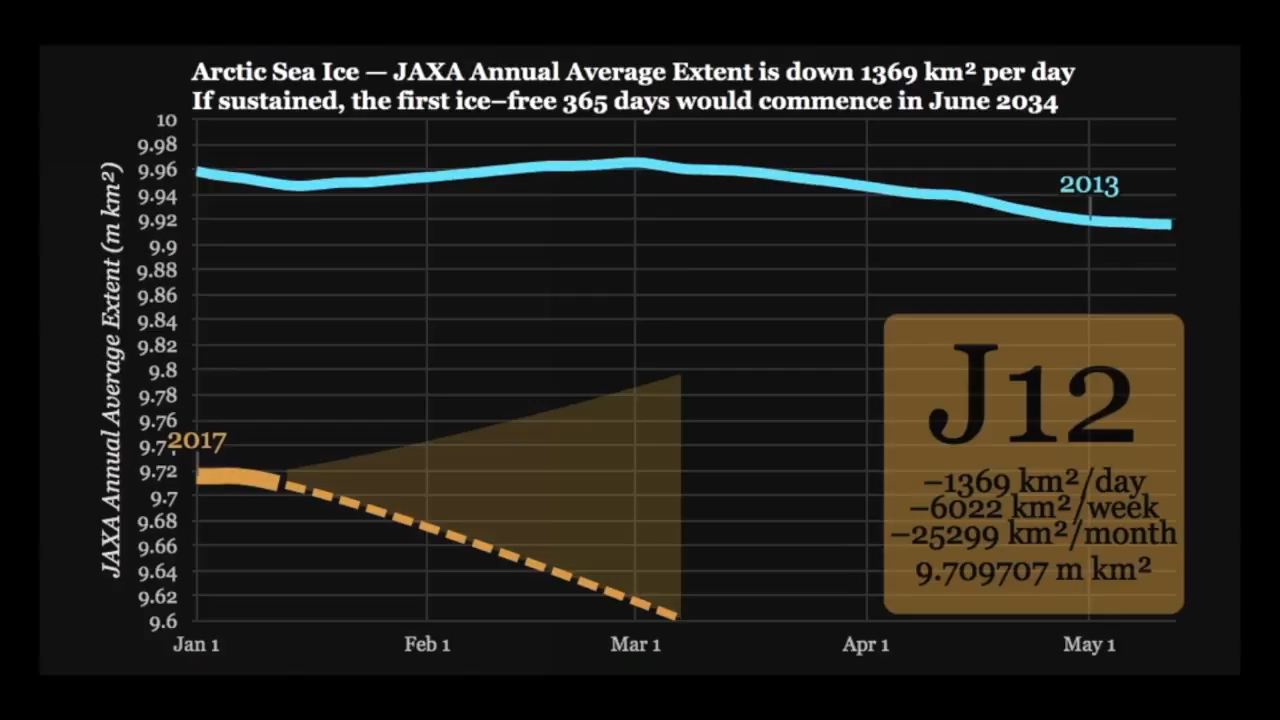 Arctic Sea Ice — JAXA Annual Average Extent is down 1369 km² per day
If sustained, the first ice–free 365 days would commence in June 2034
JAXA Annual Average Extent (m km²)
10
9.98
9.96
9.94
9.92
9.9
9.88
9.86
9.84
9.82
9.8
9.78
9.76
9.7
9.72
9.7
9.68
9.66
9.64
9.62
9.6
2013
2017
J12
–1369 km²/day
–6022 km²/week
–25299 km²/month
9.709707 m km²
Jan 1
Feb 1
Mar 1
Apr 1
May 1